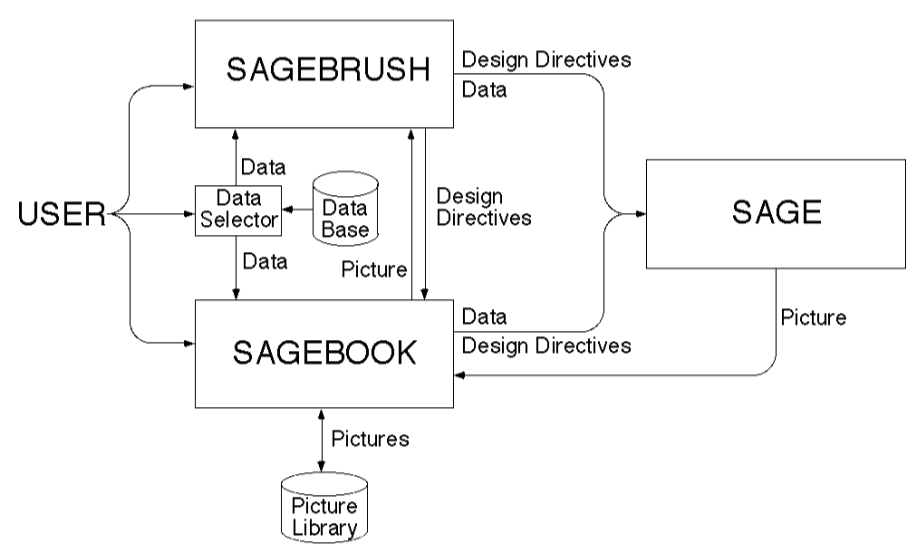 SAGEBRUSH
Design Directives
Data
Data
Data
Selector
Data
Base
USER
Design
Directives
SAGE
Data
Picture
SAGEBOOK
Data
Design Directives
Picture
Pictures
Picture
Library